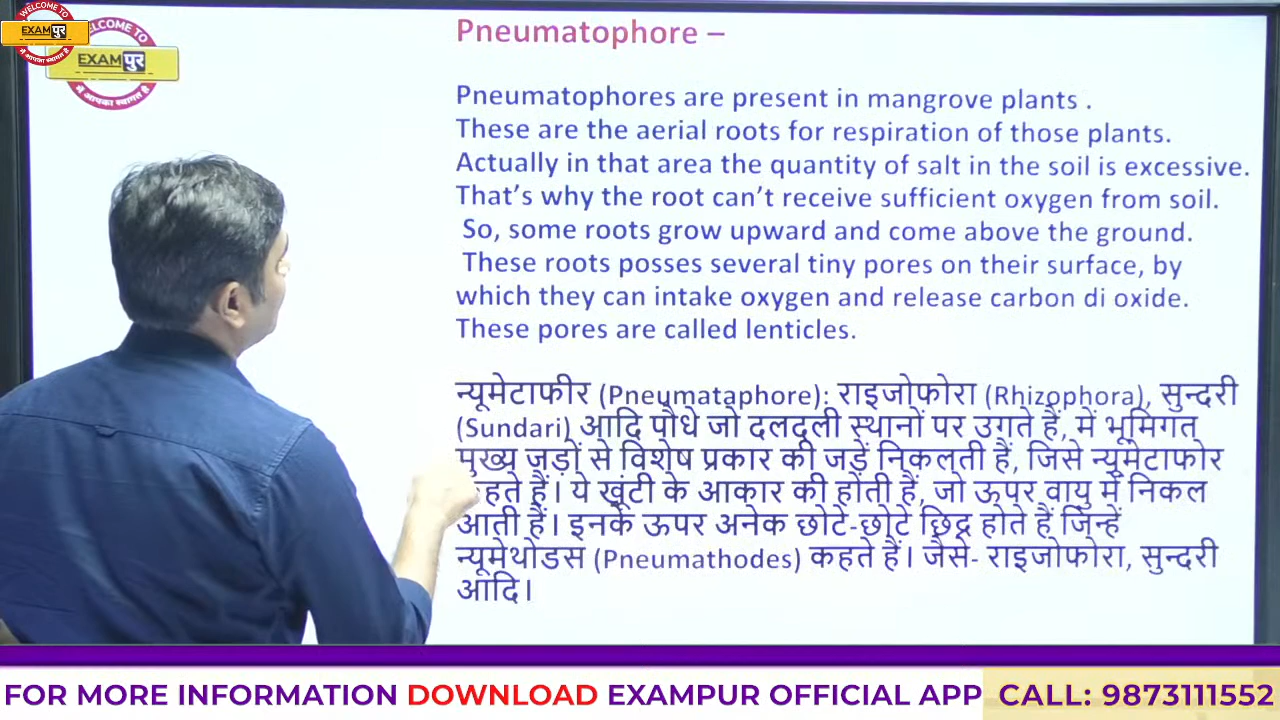 WELCOME TO
EXAMपुर
में आपका स्वागत है
WELCOME TO
EXAMपुर
में आपका स्वागत है
Pneumatophore –
Pneumatophores are present in mangrove plants .
These are the aerial roots for respiration of those plants.
Actually in that area the quantity of salt in the soil is excessive.
That's why the root can't receive sufficient oxygen from soil.
So, some roots grow upward and come above the ground.
These roots posses several tiny pores on their surface, by
which they can intake oxygen and release carbon di oxide.
These pores are called lenticles.
न्यूमेटाफीर (Pneumataphore): राइजोफोरा (Rhizophora), सुन्दरी
(Sundari) आदि पौधे जो दलदली स्थानों पर उगते हैं, में भूमिगत
मुख्य जड़ों से विशेष प्रकार की जड़ें निकलती हैं, जिसे न्यूमेटाफोर
हते हैं। ये खूंटी के आकार की होती हैं, जो ऊपर वायु में निकल
आती हैं। इनके ऊपर अनेक छोटे-छोटे छिद्र होते हैं जिन्हें
न्यूमेथोडस (Pneumathodes) कहते हैं। जैसे- राइजोफोरा, सुन्दरी
आदि।
FOR MORE INFORMATION DOWNLOAD EXAMPUR OFFICIAL APP CALL: 9873111552